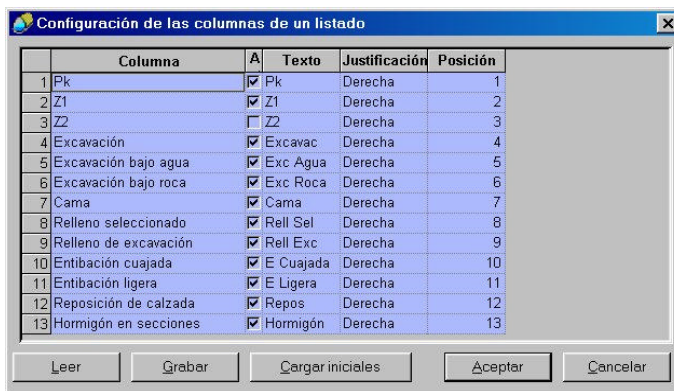 Configuración de las columnas de un listado
Columna A Texto Justificación Posición
1 Pk Pk Derecha 1
2 Z1 Z1 Derecha 2
3 Z2 Z2 Derecha 3
4 Excavación Excavac Derecha 4
5 Excavación bajo agua Exc Agua Derecha 5
6 Excavación bajo roca Exc Roca Derecha 6
7 Cama Cama Derecha 7
8 Relleno seleccionado Rell Sel Derecha 8
9 Relleno de excavación Rell Exc Derecha 9
10 Entibación cuajada E Cuajada Derecha 10
11 Entibación ligera E Ligera Derecha 11
12 Reposición de calzada Repos Derecha 12
13 Hormigón en secciones Hormigón Derecha 13
Leer Grabar Cargar iniciales Aceptar Cancelar